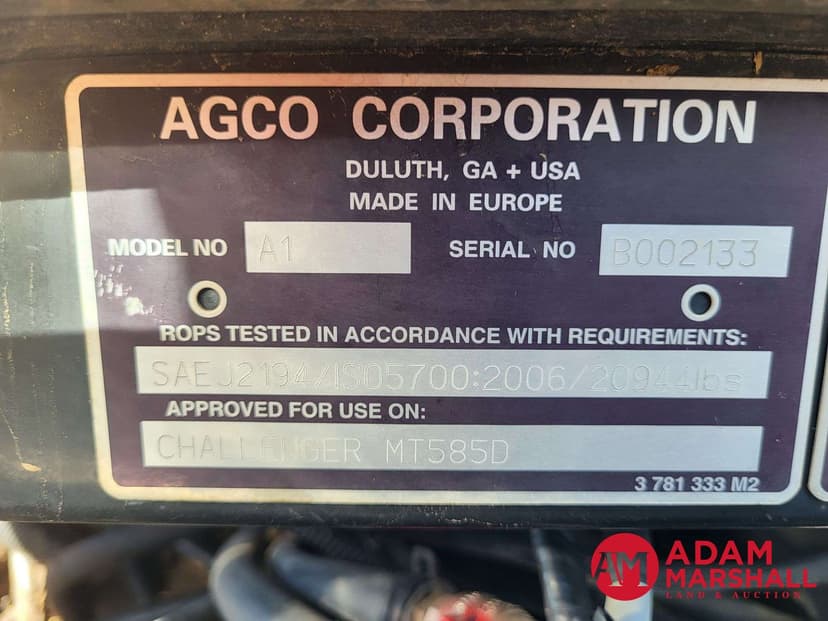 AGCO CORPORATION
DULUTH, GA + USA
MADE IN EUROPE
MODEL NO A1 SERIAL NO B002133
ROPS TESTED IN ACCORDANCE WITH REQUIREMENTS:
SAEJ2194/ISO5700:2006/20944lbs
APPROVED FOR USE ON:
CHALLENGER MT585D
3 781 333 M2
AM ADAM
MARSHALL
LAND & AUCTION